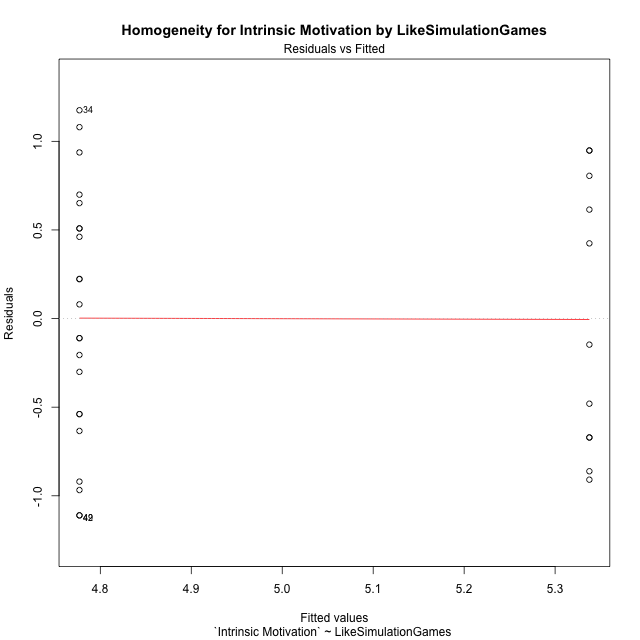 Homogeneity for Intrinsic Motivation by LikeSimulationGames
Residuals vs Fitted
34
1.0
0.5
0.0
-0.5
-1.0
Residuals
4.8 4.9 5.0 5.1 5.2 5.3
Fitted values
`Intrinsic Motivation` ~ LikeSimulationGames